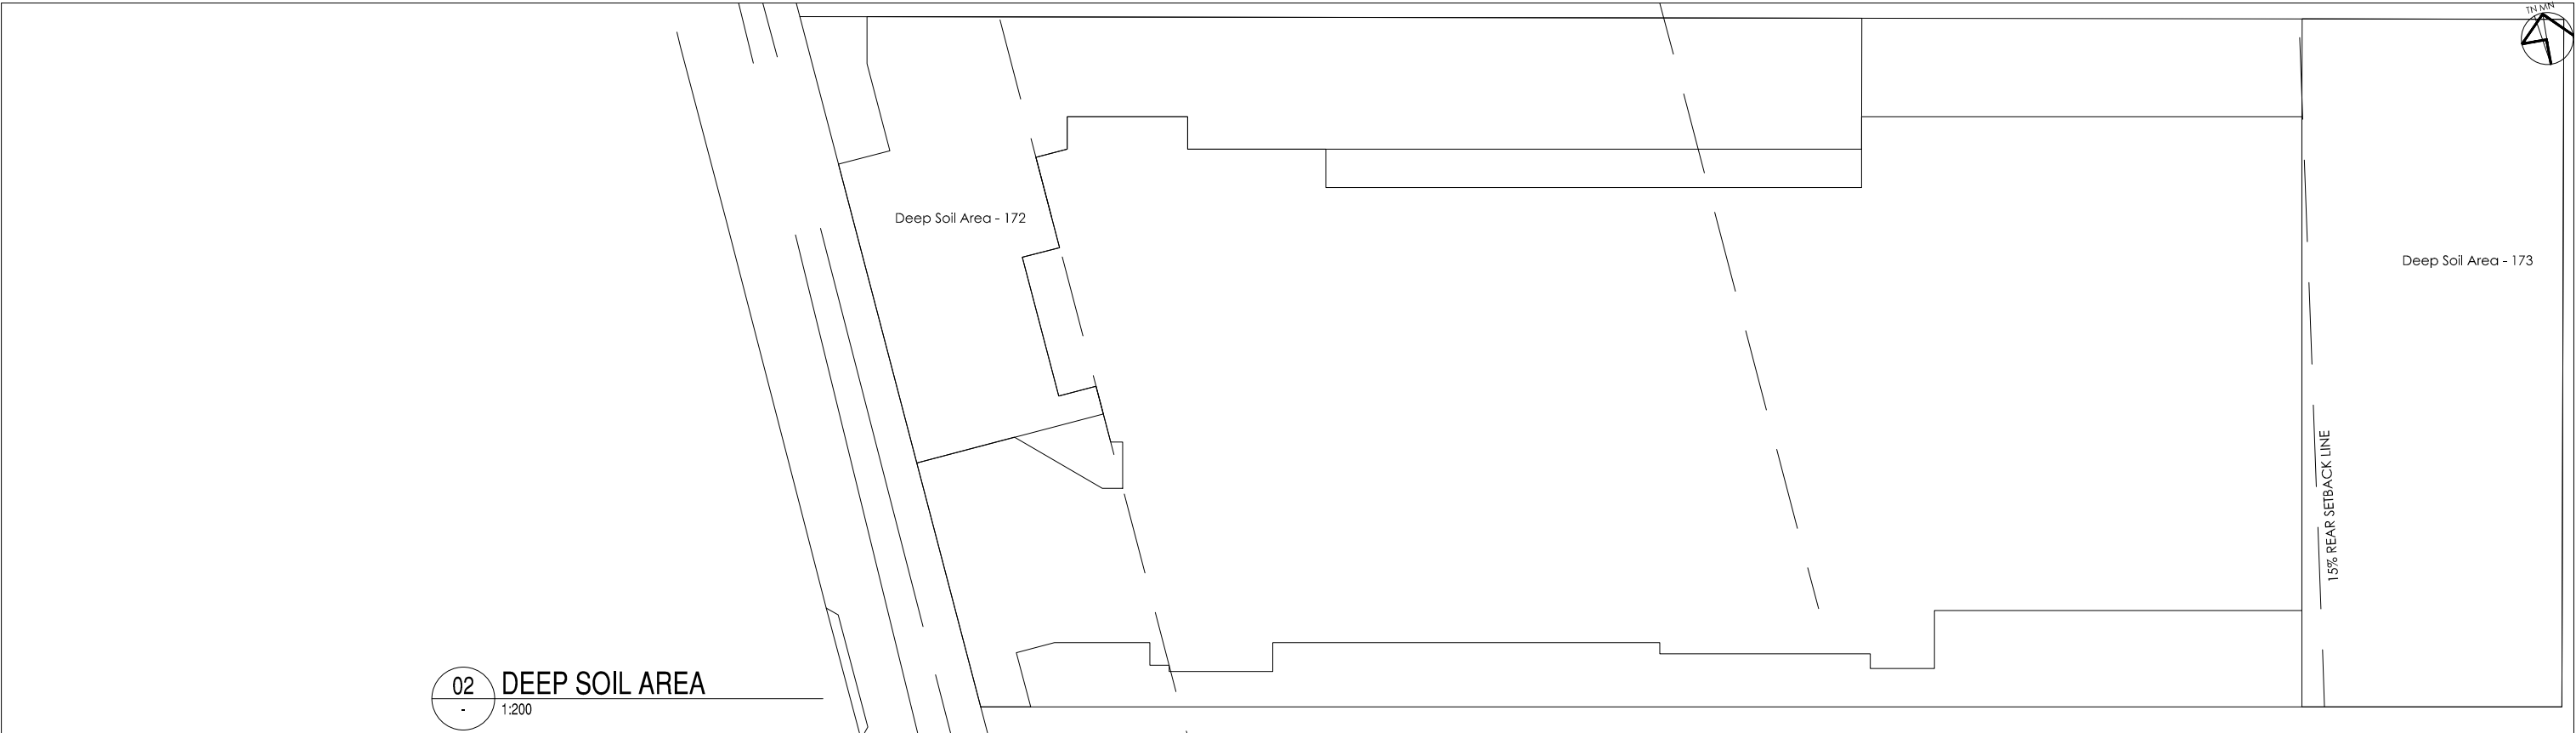 TN MN
Deep Soil Area - 172
Deep Soil Area - 173
15% REAR SETBACK LINE
02
-
DEEP SOIL AREA
1:200